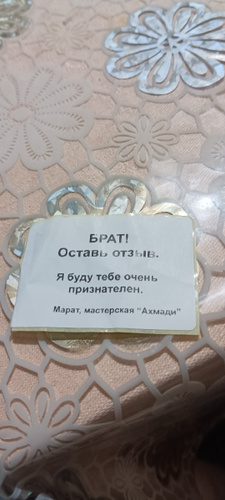 БРАТ!
Оставь отзыв.
Я буду тебе очень
признателен.
Марат, мастерская "Ахмади"